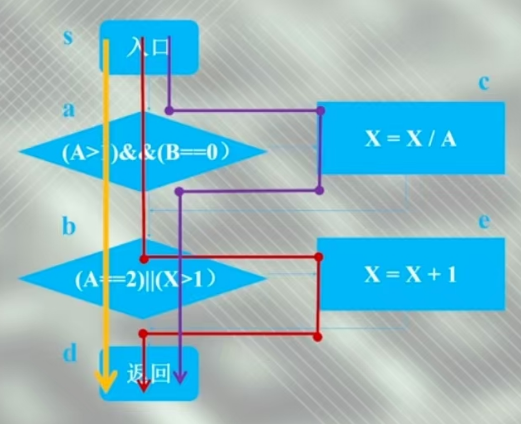 s
入口
a
c
(A>1)&&(B==0)
X = X / A
b
e
(A==2)||(X>1)
X = X + 1
d
返回